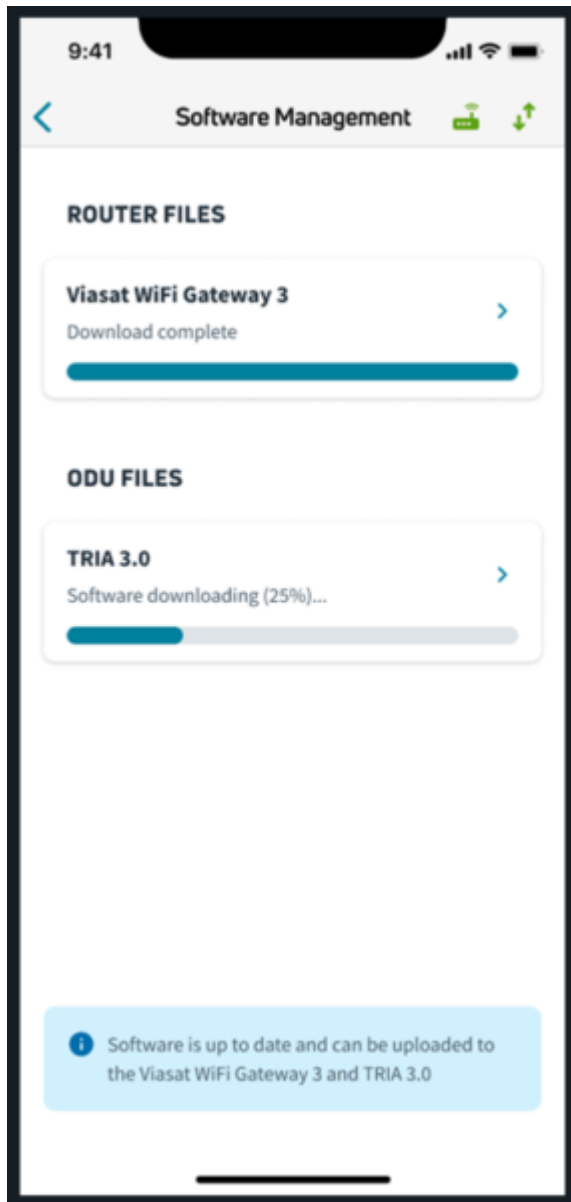 9:41
Software Management
ROUTER FILES
Viasat WiFi Gateway 3
Download complete
ODU FILES
TRIA 3.0
Software downloading (25%)...
Software is up to date and can be uploaded to
the Viasat WiFi Gateway 3 and TRIA 3.0